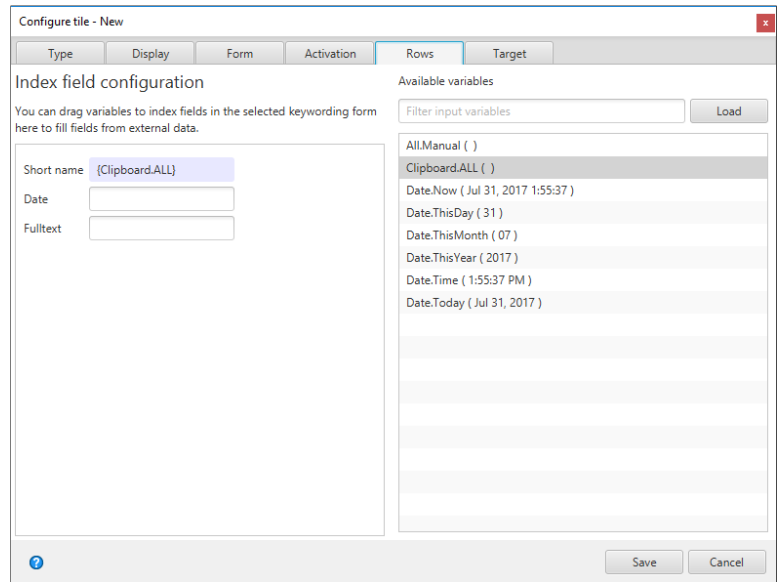 Configure tile - New
x
Type
Display
Form
Activation
Rows
Target
Index field configuration
You can drag variables to index fields in the selected keywording form
here to fill fields from external data.
Short name {Clipboard.ALL}
Date
Fulltext
Available variables
Filter input variables
Load
All.Manual ( )
Clipboard.ALL ( )
Date.Now ( Jul 31, 2017 1:55:37 )
Date.ThisDay ( 31 )
Date.ThisMonth ( 07 )
Date.ThisYear ( 2017 )
Date.Time ( 1:55:37 PM )
Date.Today ( Jul 31, 2017 )
?
Save
Cancel